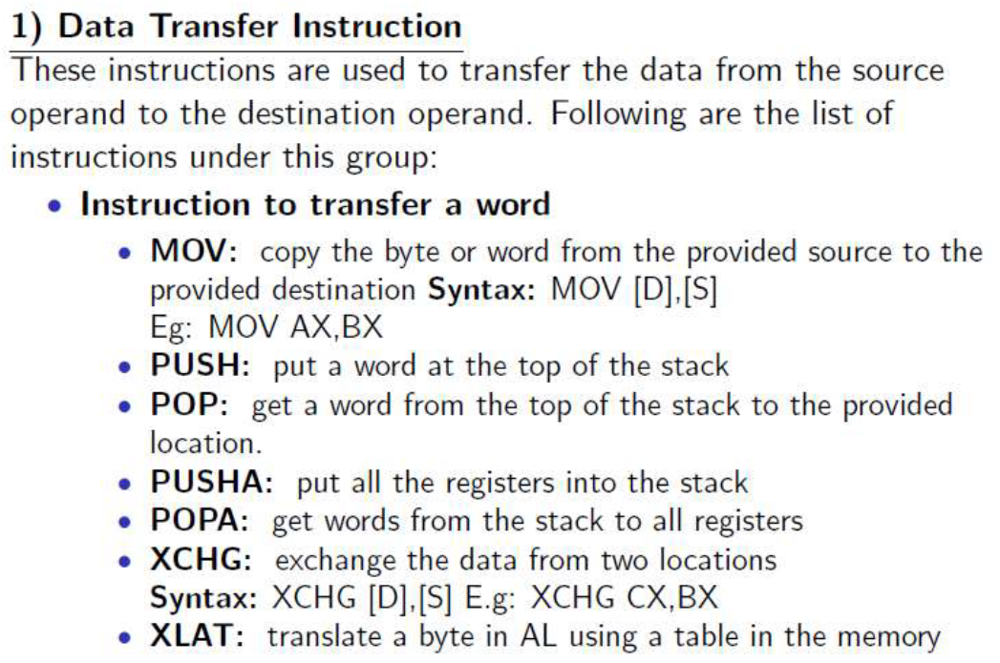 1) Data Transfer Instruction
These instructions are used to transfer the data from the source
operand to the destination operand. Following are the list of
instructions under this group:
• Instruction to transfer a word
• MOV: copy the byte or word from the provided source to the
provided destination Syntax: MOV [D],[S]
Eg: MOV AX,BX
• PUSH: put a word at the top of the stack
• POP: get a word from the top of the stack to the provided
location.
• PUSHA: put all the registers into the stack
• POPA: get words from the stack to all registers
• XCHG: exchange the data from two locations
Syntax: XCHG [D],[S] E.g: XCHG CX,BX
• XLAT: translate a byte in AL using a table in the memory